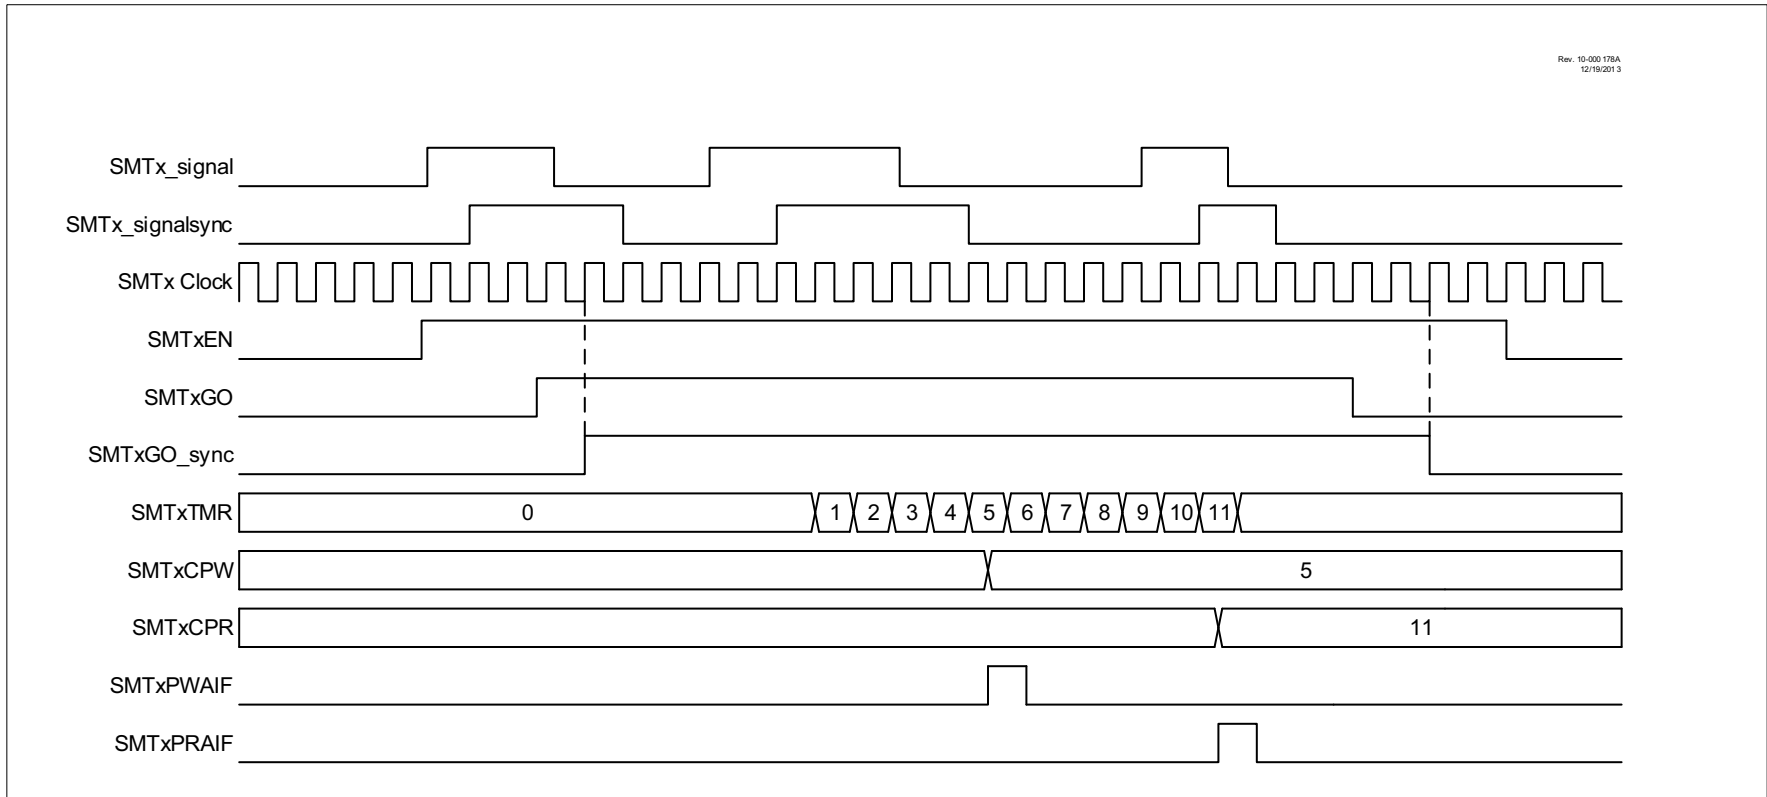 Rev. 10-000 178A
12/19/201 3
SMTx_signal
SMTx_signalsync
SMTx Clock
SMTxEN
SMTxGO
SMTxGO_sync
SMTxTMR 0 1 2 3 4 5 6 7 8 9 10 11
SMTxCPW 5
SMTxCPR 11
SMTxPWAIF
SMTxPRAIF